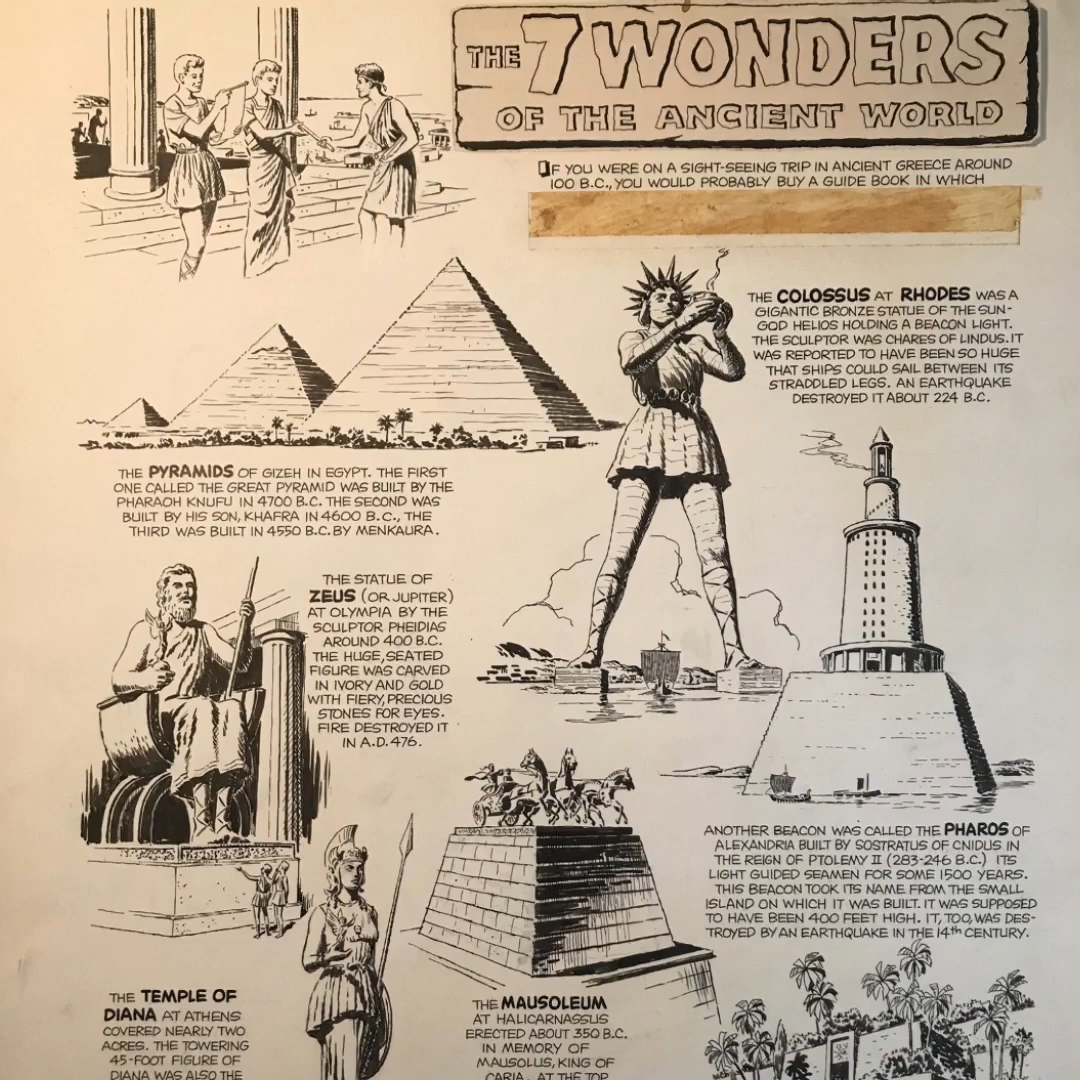 THE 7 WONDERS
OF THE ANCIENT WORLD
IF YOU WERE ON A SIGHT-SEEING TRIP IN ANCIENT GREECE AROUND
100 B.C., YOU WOULD PROBABLY BUY A GUIDE BOOK IN WHICH
THE COLOSSUS AT RHODES WAS A
GIGANTIC BRONZE STATUE OF THE SUN-
GOD HELIOS HOLDING A BEACON LIGHT.
THE SCULPTOR WAS CHARES OF LINDUS. IT
WAS REPORTED TO HAVE BEEN SO HUGE
THAT SHIPS COULD SAIL BETWEEN ITS
STRADDLED LEGS. AN EARTHQUAKE
DESTROYED IT ABOUT 224 B.C.
THE PYRAMIDS OF GIZEH IN EGYPT. THE FIRST
ONE CALLED THE GREAT PYRAMID WAS BUILT BY THE
PHARAOH KNUFU IN 4700 B.C. THE SECOND WAS
BUILT BY HIS SON, KHAFRA IN 4600 B.C., THE
THIRD WAS BUILT IN 4550 B.C. BY MENKAURA.
THE STATUE OF
ZEUS (OR JUPITER)
AT OLYMPIA BY THE
SCULPTOR PHEIDIAS
AROUND 400 B.C.
THE HUGE, SEATED
FIGURE WAS CARVED
IN IVORY AND GOLD
WITH FIERY, PRECIOUS
STONES FOR EYES.
FIRE DESTROYED IT
IN A.D. 476.
ANOTHER BEACON WAS CALLED THE PHAROS OF
ALEXANDRIA BUILT BY SOSTRATUS OF CNIDUS IN
THE REIGN OF PTOLEMY II (283-246 B.C.) ITS
LIGHT GUIDED SEAMEN FOR SOME 1500 YEARS.
THIS BEACON TOOK ITS NAME FROM THE SMALL
ISLAND ON WHICH IT WAS BUILT. IT WAS SUPPOSED
TO HAVE BEEN 400 FEET HIGH. IT, TOO, WAS DES-
TROYED BY AN EARTHQUAKE IN THE 14th CENTURY.
THE TEMPLE OF
DIANA AT ATHENS
COVERED NEARLY TWO
ACRES. THE TOWERING
45-FOOT FIGURE OF
DIANA WAS ALSO THE
THE MAUSOLEUM
AT HALICARNASSUS
ERECTED ABOUT 350 B.C.
IN MEMORY OF
MAUSOLUS, KING OF
CARIA. AT THE TOP